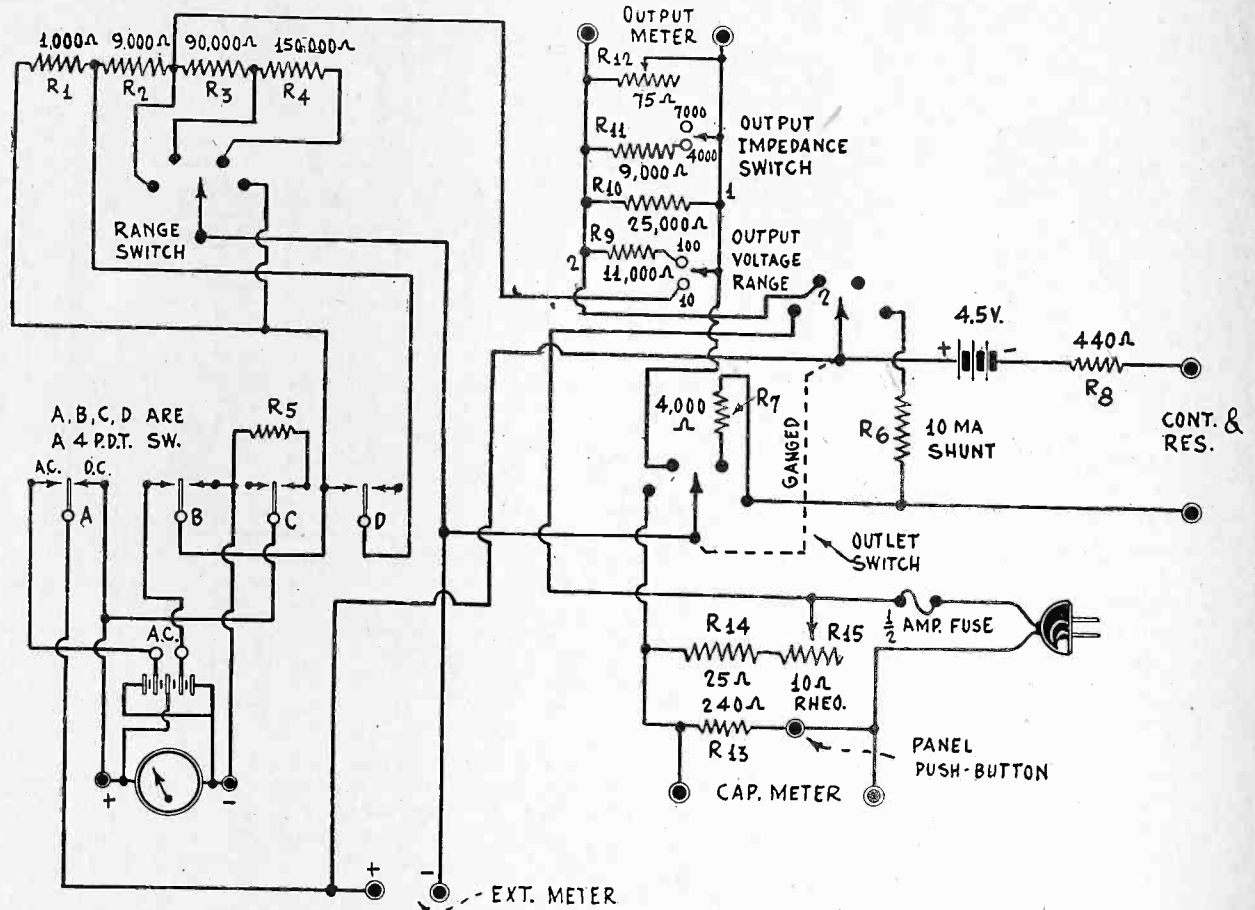 OUTPUT
METER
1,000Ω 9,000Ω 90,000Ω 150,000Ω
R1 R2 R3 R4
R12
75Ω
7000
R11
4000
OUTPUT
IMPEDANCE
SWITCH
9,000Ω
R10
1
25,000Ω
RANGE
SWITCH
R9
100
2
11,000Ω
10
OUTPUT
VOLTAGE
RANGE
2
4.5V.
+ -
440Ω
R8
A, B, C, D ARE
A 4 P.D.T. SW.
R5
4,000
Ω
R7
R6
10 MA
SHUNT
CONT. &
RES.
GANGED
A.C. D.C.
A B C D
OUTLET
SWITCH
A.C.
R14
25Ω
R15
10Ω
RHEO.
1/2 AMP. FUSE
240Ω
R13
PANEL
PUSH-BUTTON
+ -
CAP. METER
+ -
EXT. METER